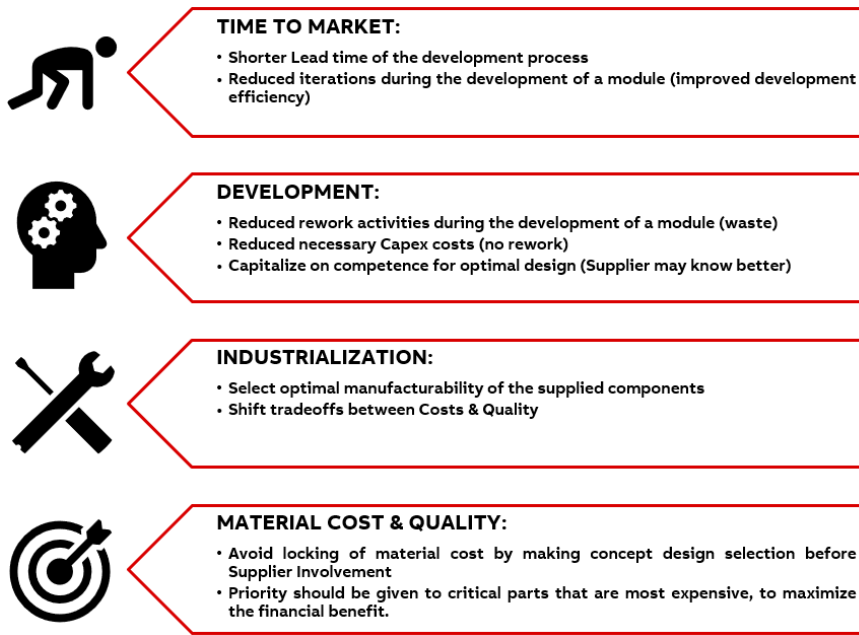 TIME TO MARKET:
• Shorter Lead time of the development process
• Reduced iterations during the development of a module (improved development
efficiency)
DEVELOPMENT:
• Reduced rework activities during the development of a module (waste)
• Reduced necessary Capex costs (no rework)
• Capitalize on competence for optimal design (Supplier may know better)
INDUSTRIALIZATION:
• Select optimal manufacturability of the supplied components
• Shift tradeoffs between Costs & Quality
MATERIAL COST & QUALITY:
• Avoid locking of material cost by making concept design selection before
Supplier Involvement
• Priority should be given to critical parts that are most expensive, to maximize
the financial benefit.